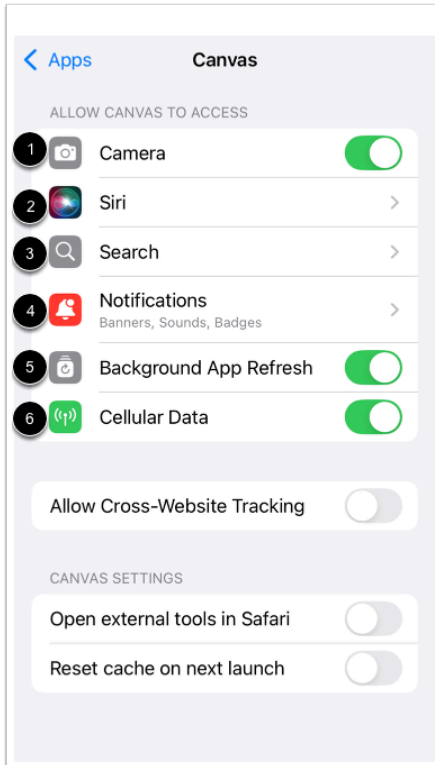 Apps
Canvas
ALLOW CANVAS TO ACCESS
1 Camera
2 Siri
3 Search
4 Notifications
Banners, Sounds, Badges
5 Background App Refresh
6 Cellular Data
Allow Cross-Website Tracking
CANVAS SETTINGS
Open external tools in Safari
Reset cache on next launch